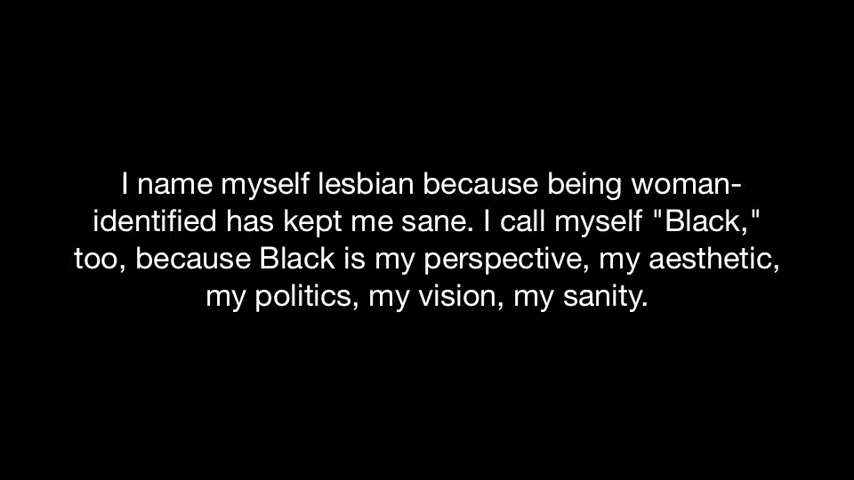 I name myself lesbian because being woman-
identified has kept me sane. I call myself "Black,"
too, because Black is my perspective, my aesthetic,
my politics, my vision, my sanity.